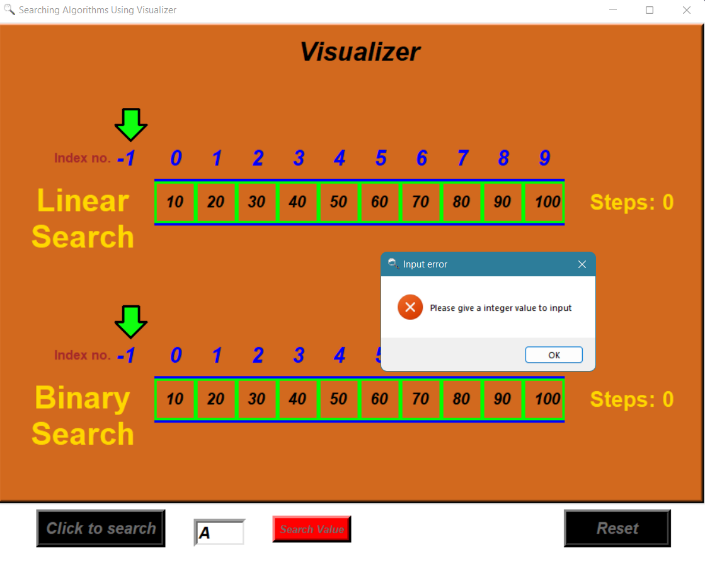 Searching Algorithms Using Visualizer
Visualizer
Index no. -1 0 1 2 3 4 5 6 7 8 9
Linear Search
10 20 30 40 50 60 70 80 90 100
Steps: 0
Input error
Please give a integer value to input
OK
Index no. -1 0 1 2 3 4
Binary Search
10 20 30 40 50 60 70 80 90 100
Steps: 0
Click to search
A
Search Value
Reset